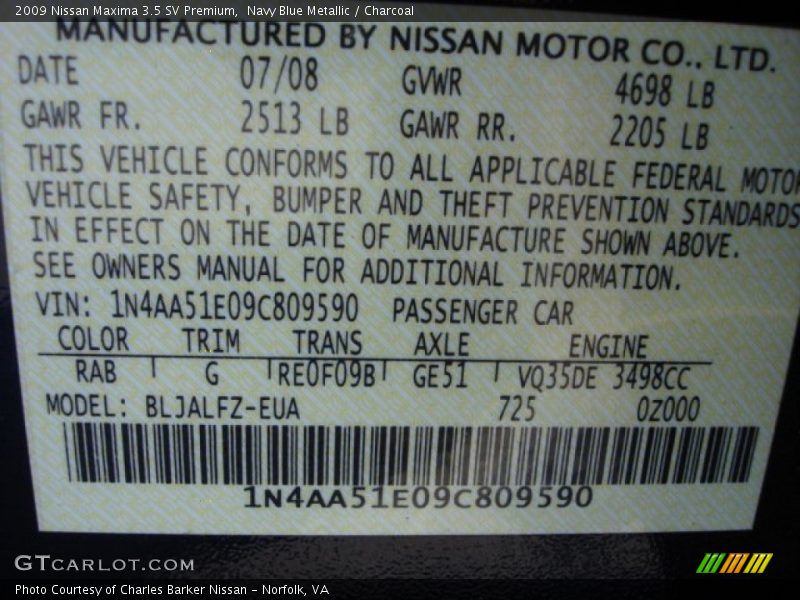 2009 Nissan Maxima 3.5 SV Premium, Navy Blue Metallic / Charcoal
MANUFACTURED BY NISSAN MOTOR CO., LTD.
DATE 07/08 GVWR 4698 LB
GAWR FR. 2513 LB GAWR RR. 2205 LB
THIS VEHICLE CONFORMS TO ALL APPLICABLE FEDERAL MOTOR
VEHICLE SAFETY, BUMPER AND THEFT PREVENTION STANDARDS
IN EFFECT ON THE DATE OF MANUFACTURE SHOWN ABOVE.
SEE OWNERS MANUAL FOR ADDITIONAL INFORMATION.
VIN: 1N4AA51E09C809590 PASSENGER CAR
COLOR TRIM TRANS AXLE ENGINE
RAB G RE0F09B GE51 VQ35DE 3498CC
MODEL: BLJALFZ-EUA 725 0Z000
1N4AA51E09C809590
GTCARLOT.COM
Photo Courtesy of Charles Barker Nissan - Norfolk, VA